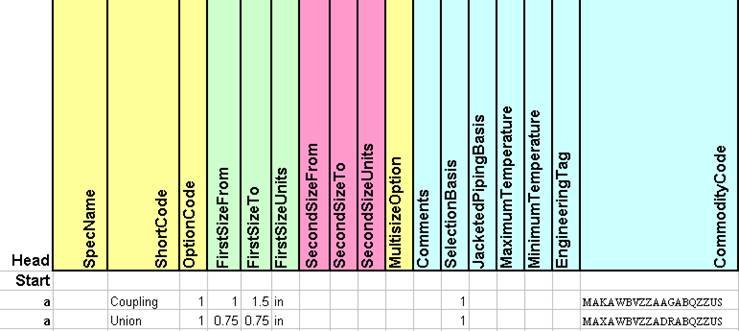 Head SpecName ShortCode OptionCode FirstSizeFrom FirstSizeTo FirstSizeUnits SecondSizeFrom SecondSizeTo SecondSizeUnits MultisizeOption Comments SelectionBasis JacketedPipingBasis MaximumTemperature MinimumTemperature EngineeringTag CommodityCode
Start
a Coupling 1 1 1.5 in 1 MAKAWBVZZAAGABQZZUS
a Union 1 0.75 0.75 in 1 MAXAWBVZZADRABQZZUS